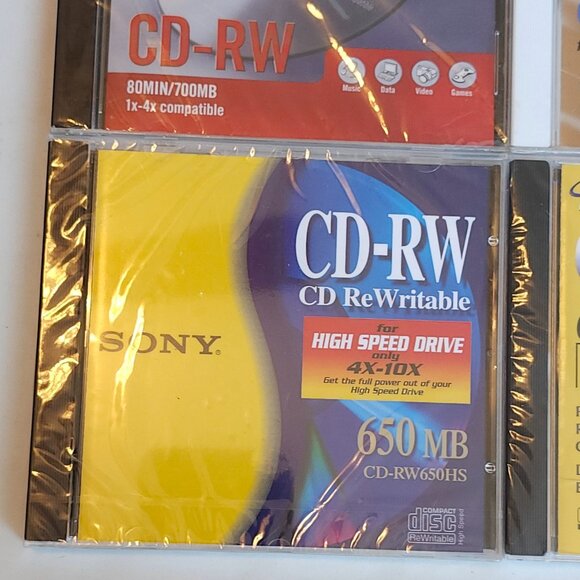 CD-RW
80MIN/700MB
1x-4x compatible
Music Data Video Games
SONY®
CD-RW
CD ReWritable
for
HIGH SPEED DRIVE
only
4X-10X
Get the full power out of your
High Speed Drive
650 MB
CD-RW650HS
COMPACT
disc
ReWritable
High Speed